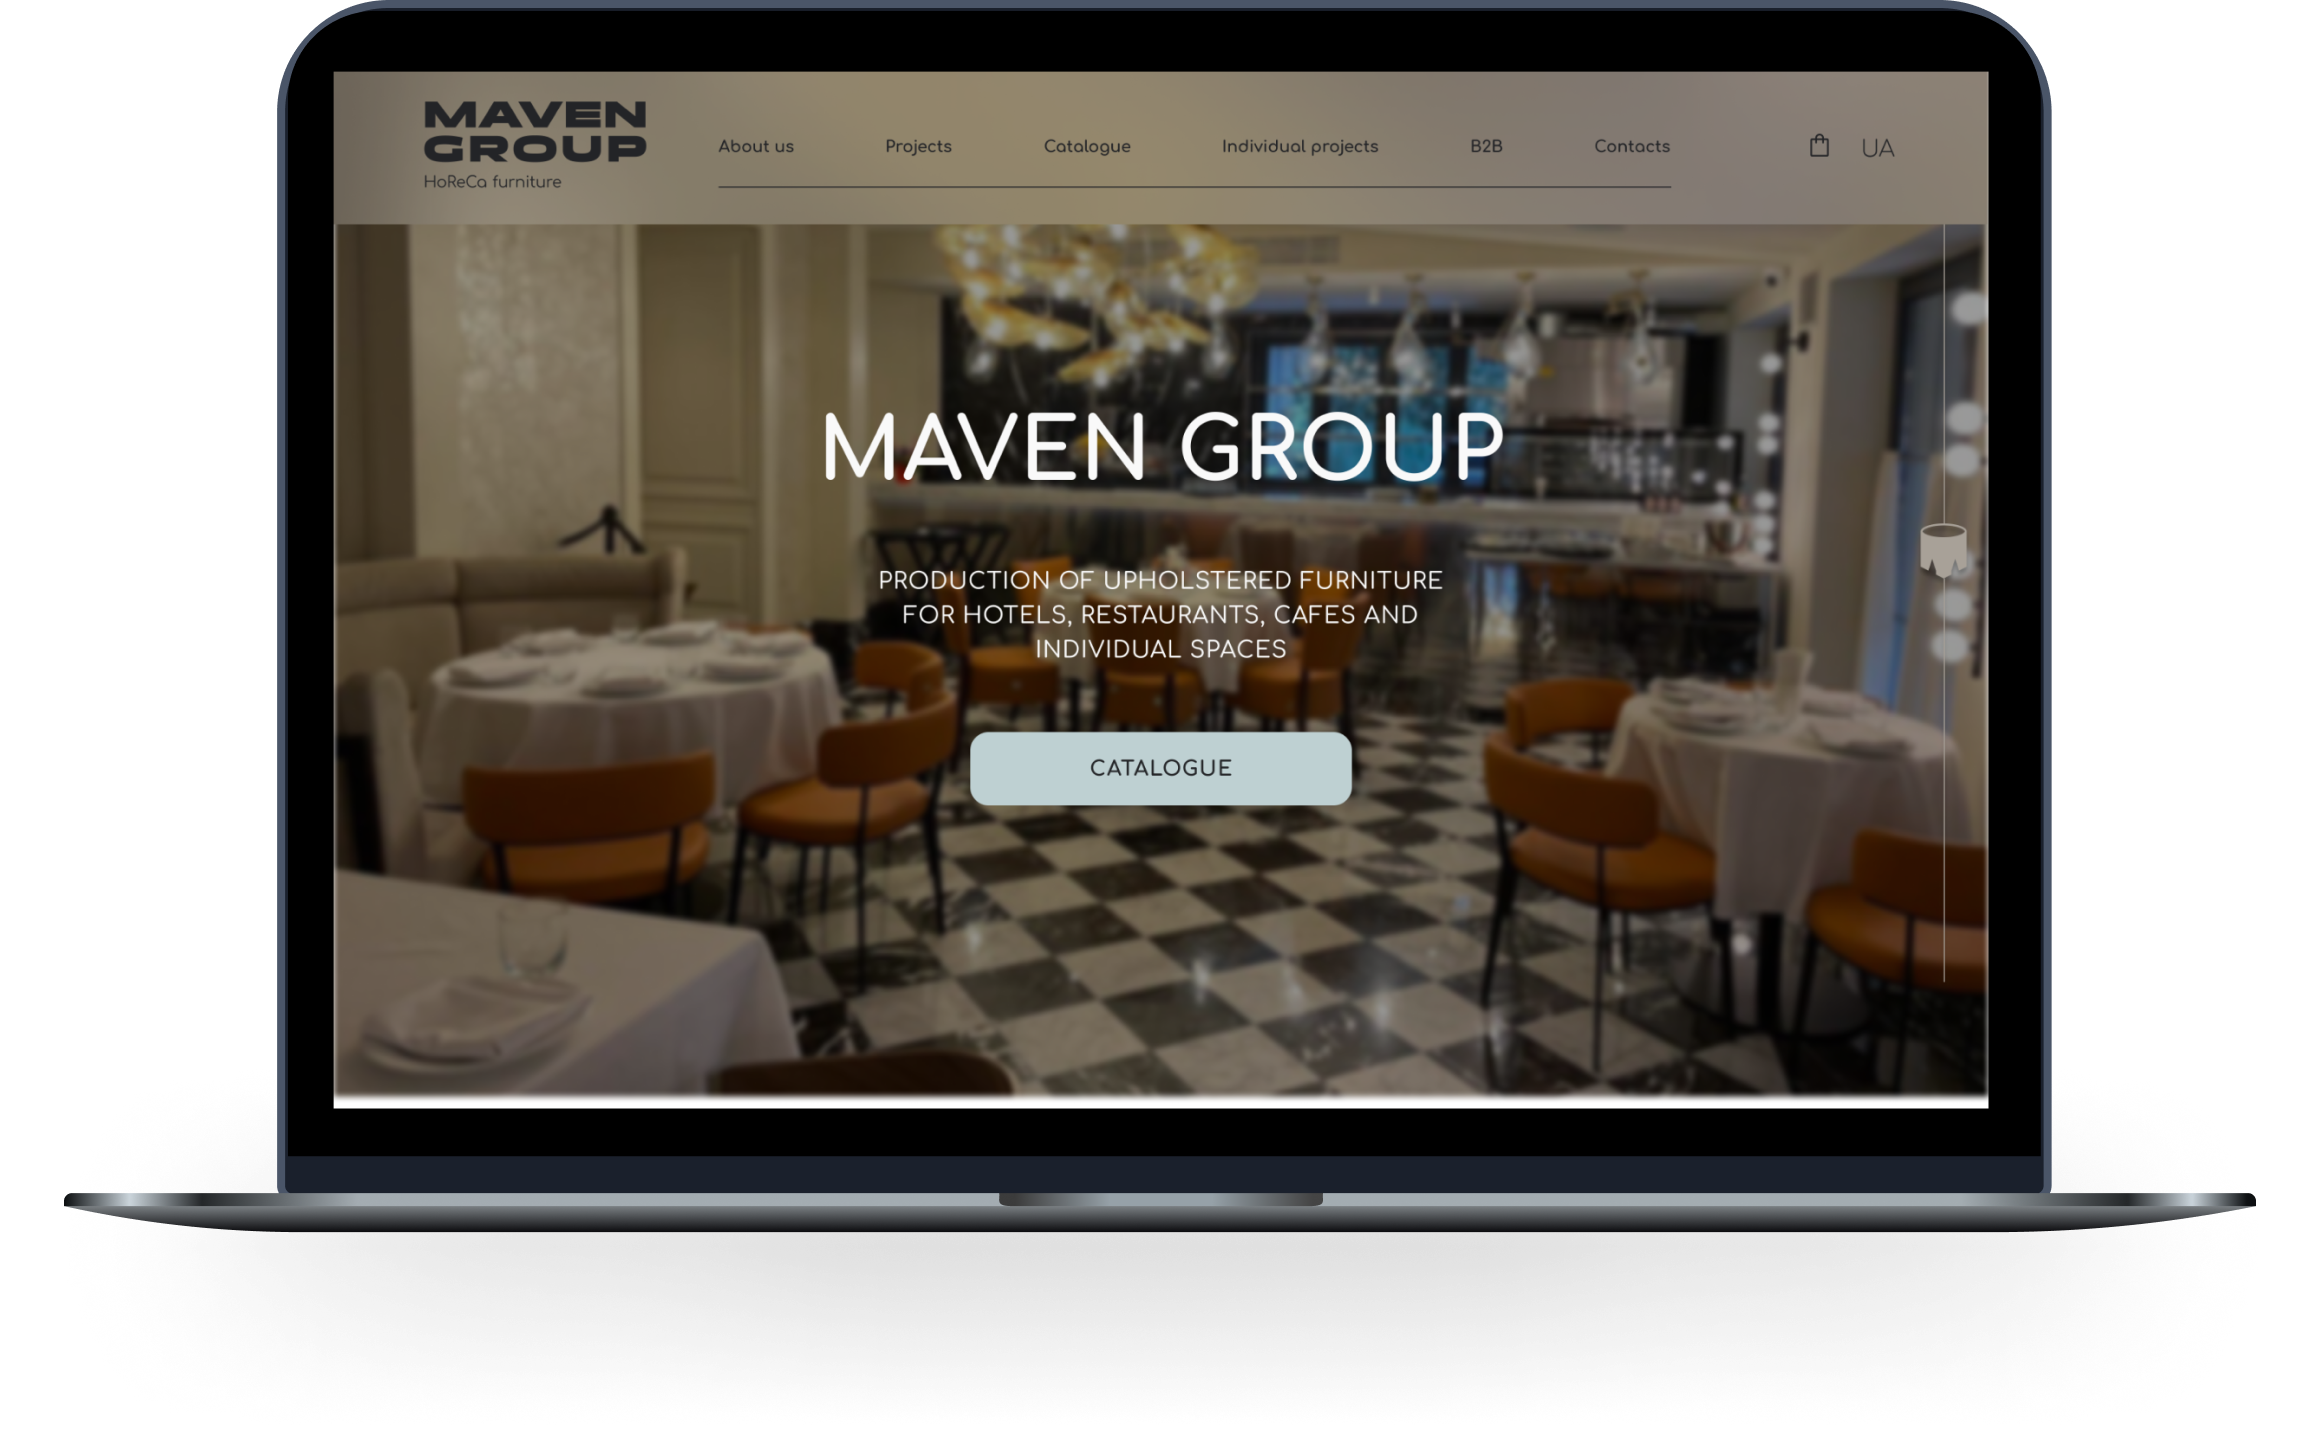 MAVEN
GROUP
HoReCa furniture
About us
Projects
Catalogue
Individual projects
B2B
Contacts
UA
MAVEN GROUP
PRODUCTION OF UPHOLSTERED FURNITURE
FOR HOTELS, RESTAURANTS, CAFES AND
INDIVIDUAL SPACES
CATALOGUE